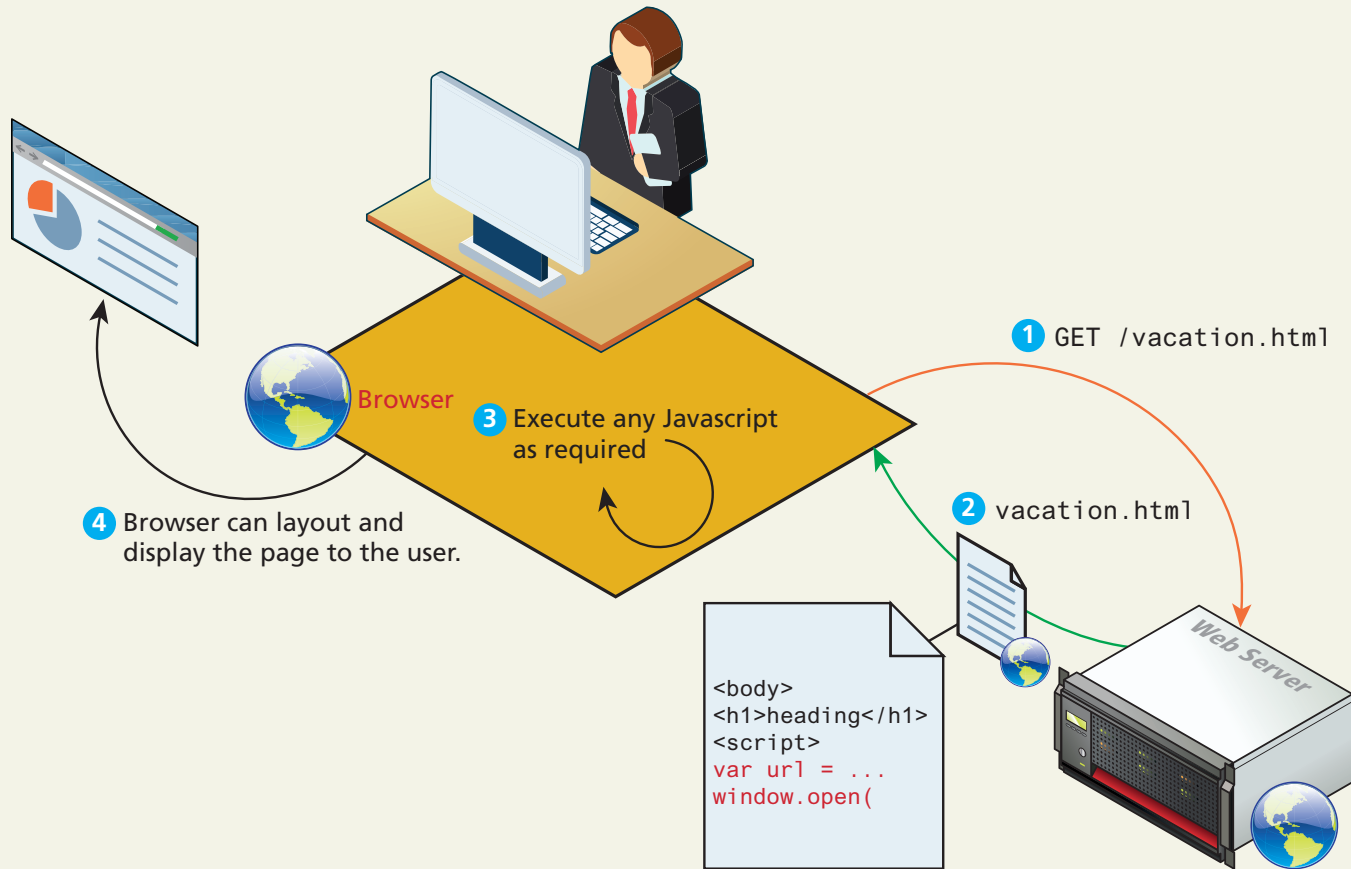 1 GET /vacation.html
Browser
3 Execute any Javascript
as required
2 vacation.html
4 Browser can layout and
display the page to the user.
Web Server
<body>
<h1>heading</h1>
<script>
var url = ...
window.open(